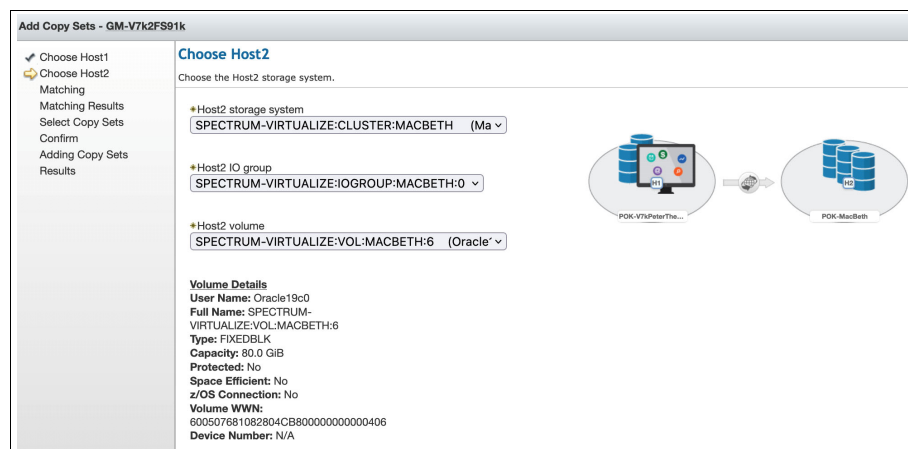 Add Copy Sets - GM-V7k2FS91k
Choose Host1
Choose Host2
Matching
Matching Results
Select Copy Sets
Confirm
Adding Copy Sets
Results
Choose Host2
Choose the Host2 storage system.
Host2 storage system
SPECTRUM-VIRTUALIZE:CLUSTER:MACBETH (Ma
Host2 IO group
SPECTRUM-VIRTUALIZE:IOGROUP:MACBETH:0
Host2 volume
SPECTRUM-VIRTUALIZE:VOL:MACBETH:6 (Oracle
Volume Details
User Name: Oracle19c0
Full Name: SPECTRUM-
VIRTUALIZE:VOL:MACBETH:6
Type: FIXEDBLK
Capacity: 80.0 GiB
Protected: No
Space Efficient: No
z/OS Connection: No
Volume WWN:
600507681082804CB800000000000406
Device Number: N/A
H1
H2
POK-V7kPeterThe...
POK-MacBeth